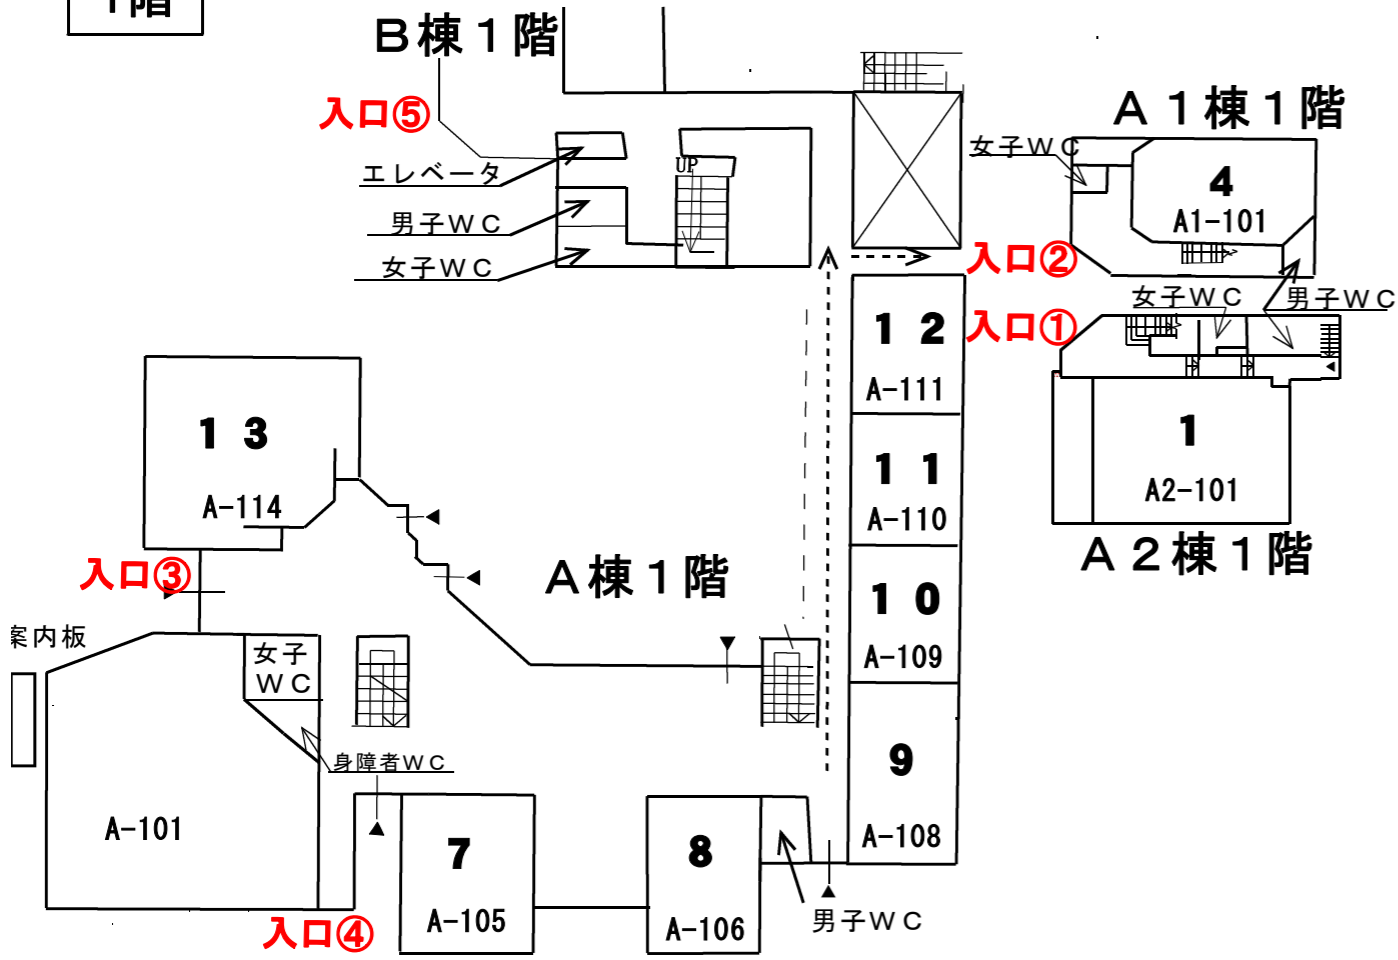 1階
B棟1階
入口⑤
エレベータ
男子WC
女子WC
UP
A1棟1階
女子WC
4
A1-101
入口②
入口①
女子WC
男子WC
1
A2-101
A2棟1階
12
A-111
11
A-110
10
A-109
9
A-108
13
A-114
入口③
A棟1階
案内板
女子
WC
身障者WC
A-101
7
A-105
8
A-106
男子WC
入口④